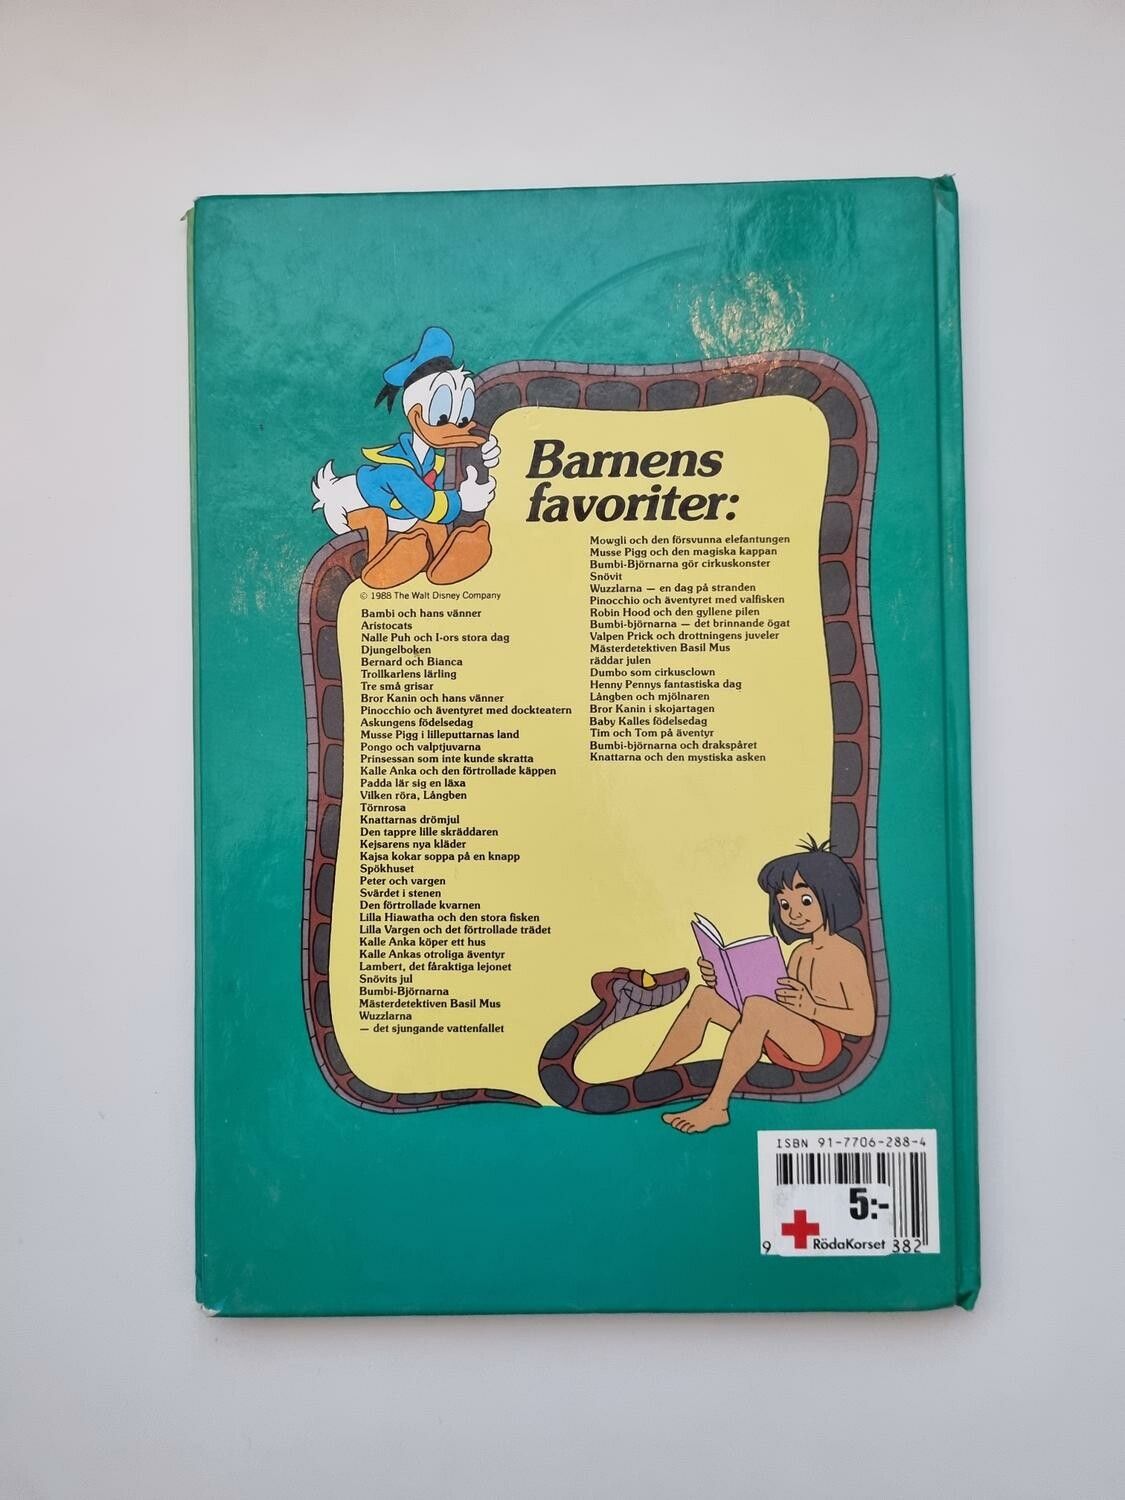 Barnens
favoriter:
© 1988 The Walt Disney Company
Bambi och hans vänner
Aristocats
Nalle Puh och I-ors stora dag
Djungelboken
Bernard och Bianca
Trollkarlens lärling
Tre små grisar
Bror Kanin och hans vänner
Pinocchio och äventyret med dockteatern
Askungens födelsedag
Musse Pigg i lilleputtarnas land
Pongo och valptjuvarna
Prinsessan som inte kunde skratta
Kalle Anka och den förtrollade käppen
Padda lär sig en läxa
Vilken röra, Långben
Törnrosa
Knattarnas drömjul
Den tappre lille skräddaren
Kejsarens nya kläder
Kajsa kokar soppa på en knapp
Spökhuset
Peter och vargen
Svärdet i stenen
Den förtrollade kvarnen
Lilla Hiawatha och den stora fisken
Lilla Vargen och det förtrollade trädet
Kalle Anka köper ett hus
Kalle Ankas otroliga äventyr
Lambert, det fåraktiga lejonet
Snövits jul
Bumbi-Björnarna
Mästerdetektiven Basil Mus
Wuzzlarna
— det sjungande vattenfallet
Mowgli och den försvunna elefantungen
Musse Pigg och den magiska kappan
Bumbi-Björnarna gör cirkuskonster
Snövit
Wuzzlarna — en dag på stranden
Pinocchio och äventyret med valfisken
Robin Hood och den gyllene pilen
Bumbi-björnarna — det brinnande ögat
Valpen Prick och drottningens juveler
Mästerdetektiven Basil Mus
räddar julen
Dumbo som cirkusclown
Henny Pennys fantastiska dag
Långben och mjölnaren
Bror Kanin i skojartagen
Baby Kalles födelsedag
Tim och Tom på äventyr
Bumbi-björnarna och drakspåret
Knattarna och den mystiska asken
ISBN 91-7706-288-4
5:-
RödaKorset
9 382